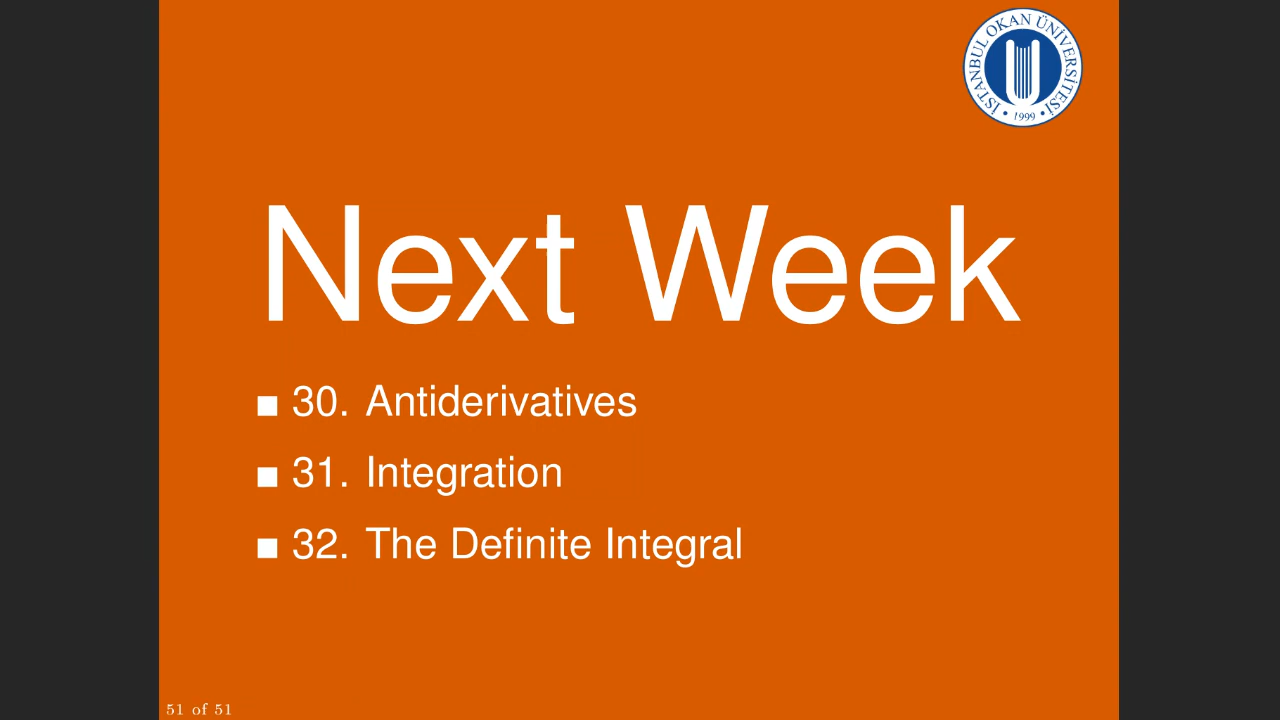 İSTANBUL OKAN ÜNİVERSİTESİ
• 1999 •
Next Week
■ 30. Antiderivatives
■ 31. Integration
■ 32. The Definite Integral
51 of 51